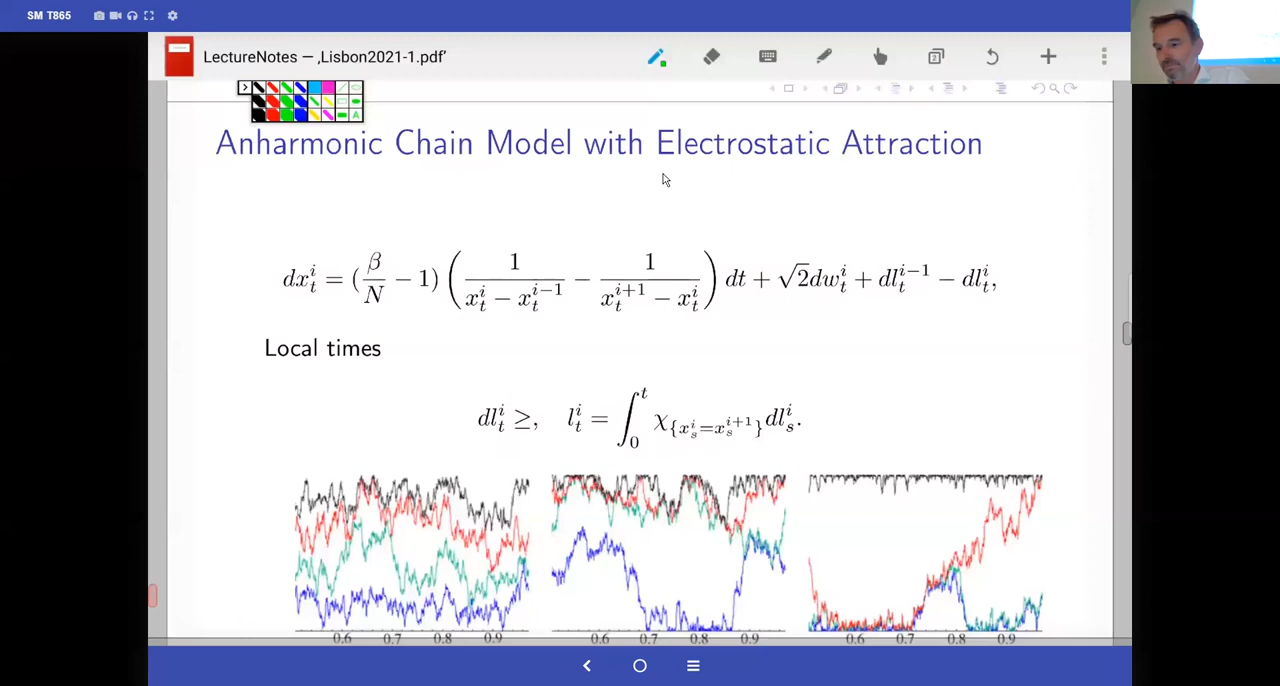 SM T865
LectureNotes — ‚Lisbon2021-1.pdf’
Anharmonic Chain Model with Electrostatic Attraction
dx_t^i = (β/N − 1) ( 1/(x_t^i − x_t^{i−1}) − 1/(x_t^{i+1} − x_t^i) ) dt + √2dw_t^i + dl_t^{i−1} − dl_t^i,
Local times
dl_t^i ≥, l_t^i = ∫_0^t χ_{{x_s^i=x_s^{i+1}}} dl_s^i.
0.6 0.7 0.8 0.9 0.6 0.7 0.8 0.9 0.6 0.7 0.8 0.9